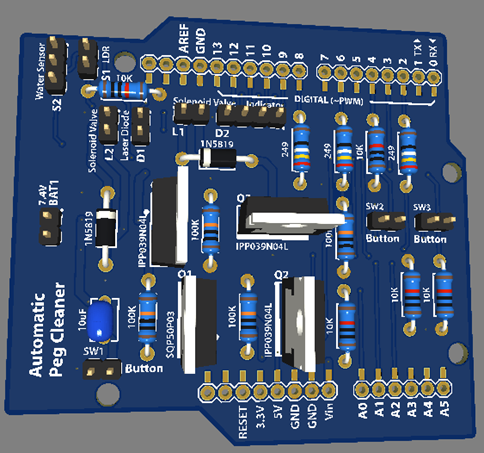 Water Sensor
S2
LDR
S1
10K
AREF
GND
13
12
11
10
9
8
7
6
5
4
3
2
1 TX
0 RX
DIGITAL (~PWM)
Solenoid Valve
Indicator
L1
D2
Solenoid Valve
L2
Laser Diode
D1
1N5819
249
249
10K
249
7.4V
BAT1
1N5819
IPP039N04L
100K
IPP039N04L
SW2
Button
SW3
Button
Automatic
Peg Cleaner
10uF
100K
Q1
SQP50P03
100K
Q2
IPP039N04L
10K
10K
10K
SW1
Button
RESET
3.3V
5V
GND
GND
Vin
A0
A1
A2
A3
A4
A5